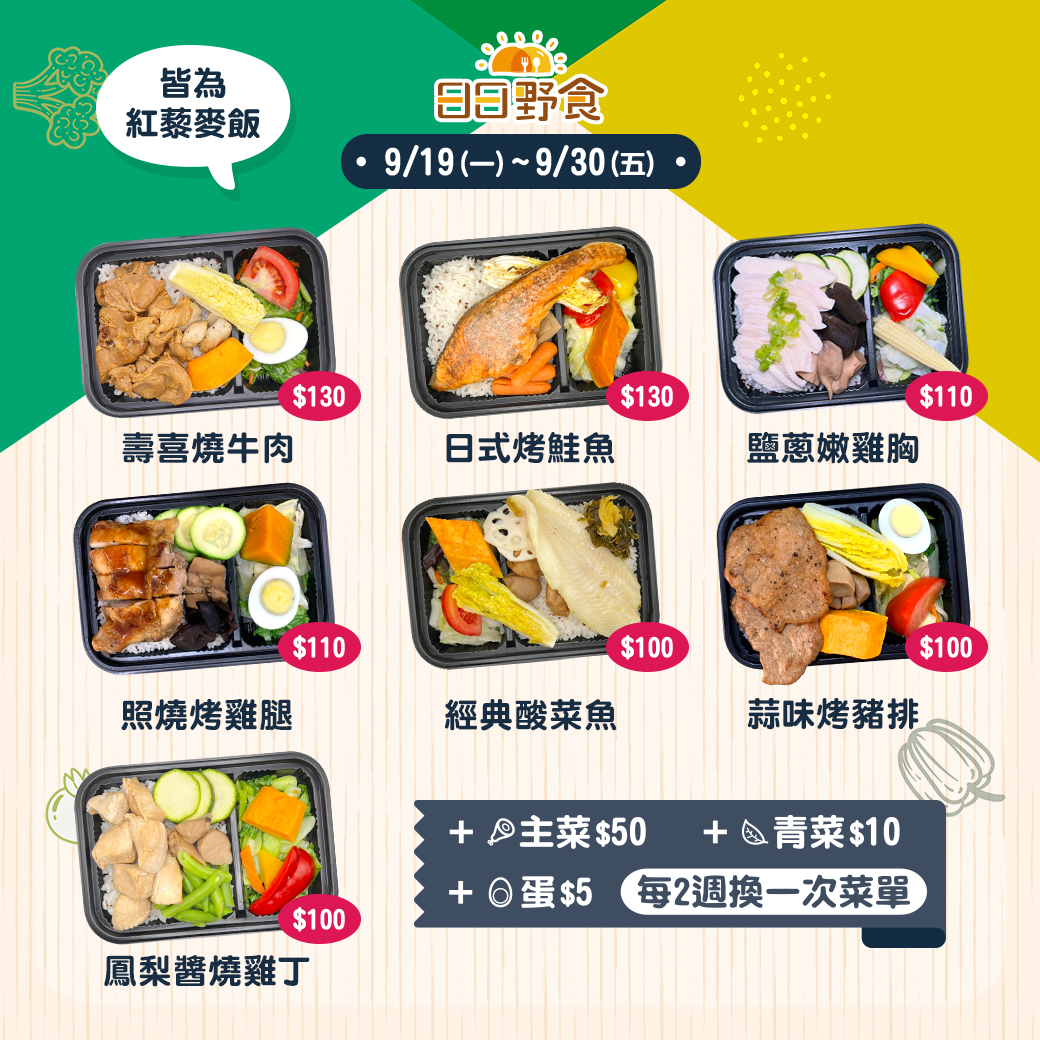 皆為
紅藜麥飯
日日野食
• 9/19(一)~9/30(五) •
$130
$130
$110
壽喜燒牛肉
日式烤鮭魚
鹽蔥嫩雞胸
$110
$100
$100
照燒烤雞腿
經典酸菜魚
蒜味烤豬排
$100
鳳梨醬燒雞丁
+ 主菜$50
+ 青菜$10
+ 蛋$5
每2週換一次菜單